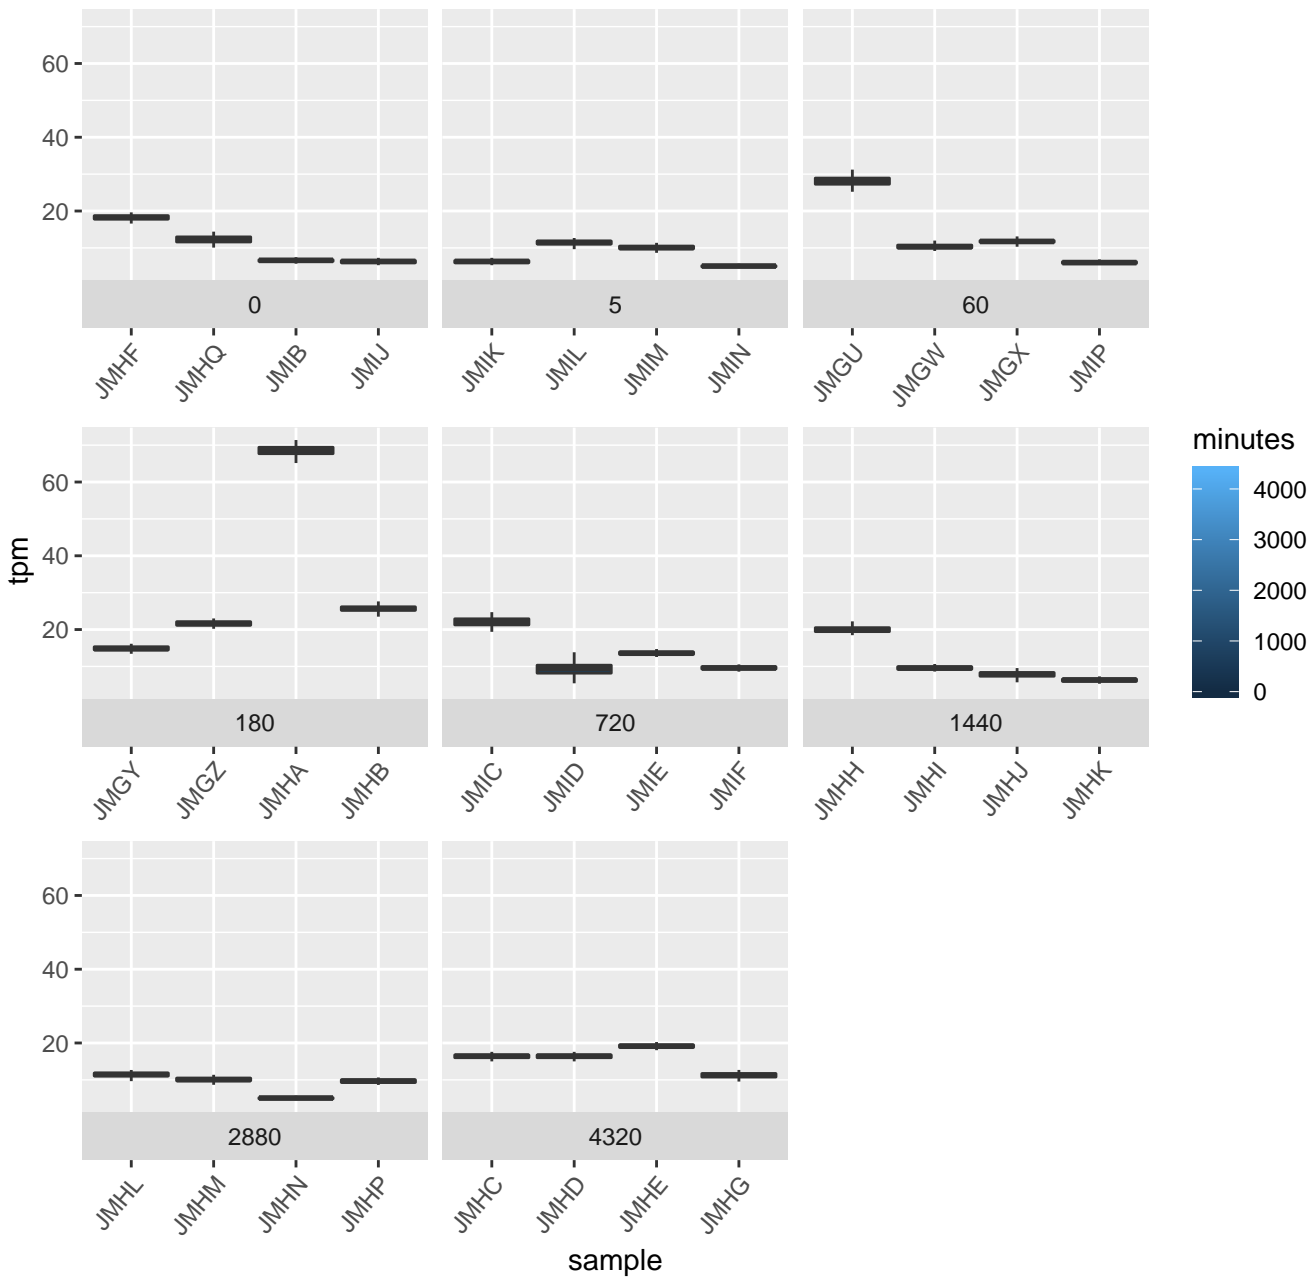 60
40
20
0
5
60
JMHF
JMHQ
JMIB
JMIJ
JMIK
JMIL
JMIM
JMIN
JMGU
JMGW
JMGX
JMIP
tpm
60
40
20
180
720
1440
JMGY
JMGZ
JMHA
JMHB
JMIC
JMID
JMIE
JMIF
JMHH
JMHI
JMHJ
JMHK
minutes
4000
3000
2000
1000
0
60
40
20
2880
4320
JMHL
JMHM
JMHN
JMHP
JMHC
JMHD
JMHE
JMHG
sample